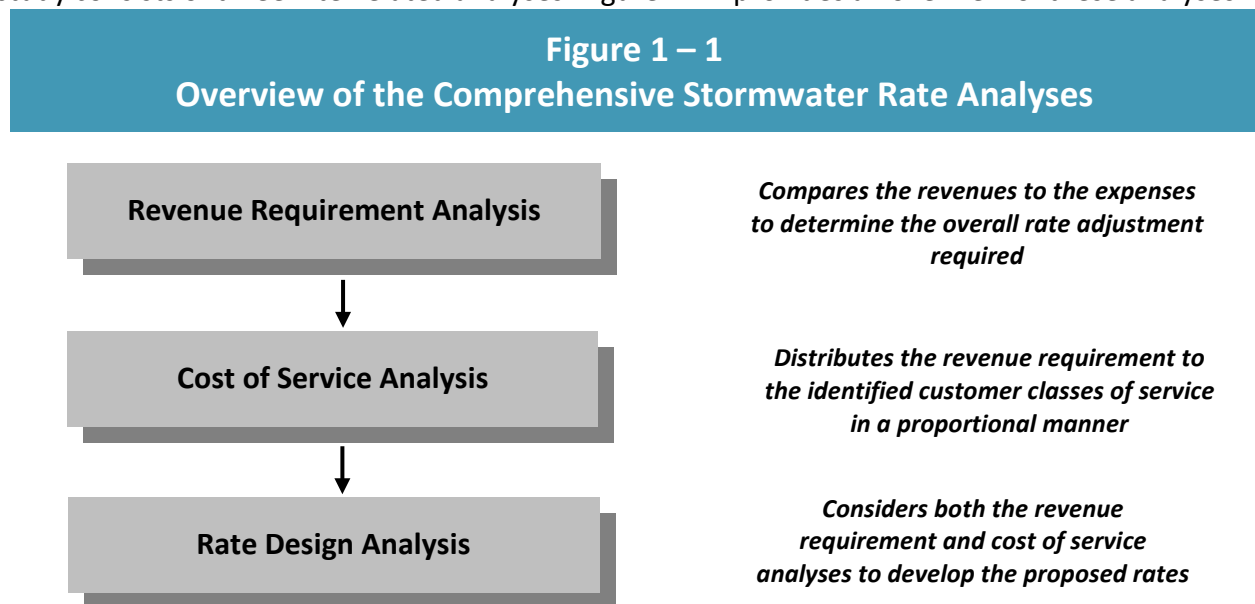 Figure 1 – 1
Overview of the Comprehensive Stormwater Rate Analyses
Revenue Requirement Analysis
Compares the revenues to the expenses
to determine the overall rate adjustment
required
Cost of Service Analysis
Distributes the revenue requirement to
the identified customer classes of service
in a proportional manner
Rate Design Analysis
Considers both the revenue
requirement and cost of service
analyses to develop the proposed rates